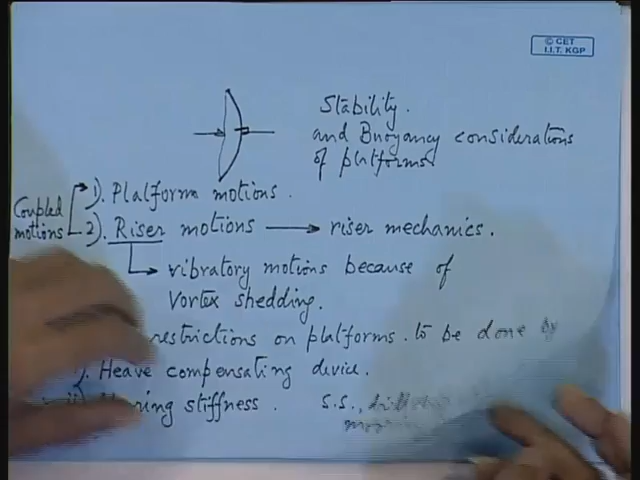 © CET
I.I.T. KGP
Stability.
and Buoyancy considerations
of platforms
Coupled
motions
1). Platform motions.
2). Riser motions → riser mechanics.
→ vibratory motions because of
Vortex shedding.
restrictions on platforms. to be done by
i). Heave compensating device.
ii) stiffness. S.S.,